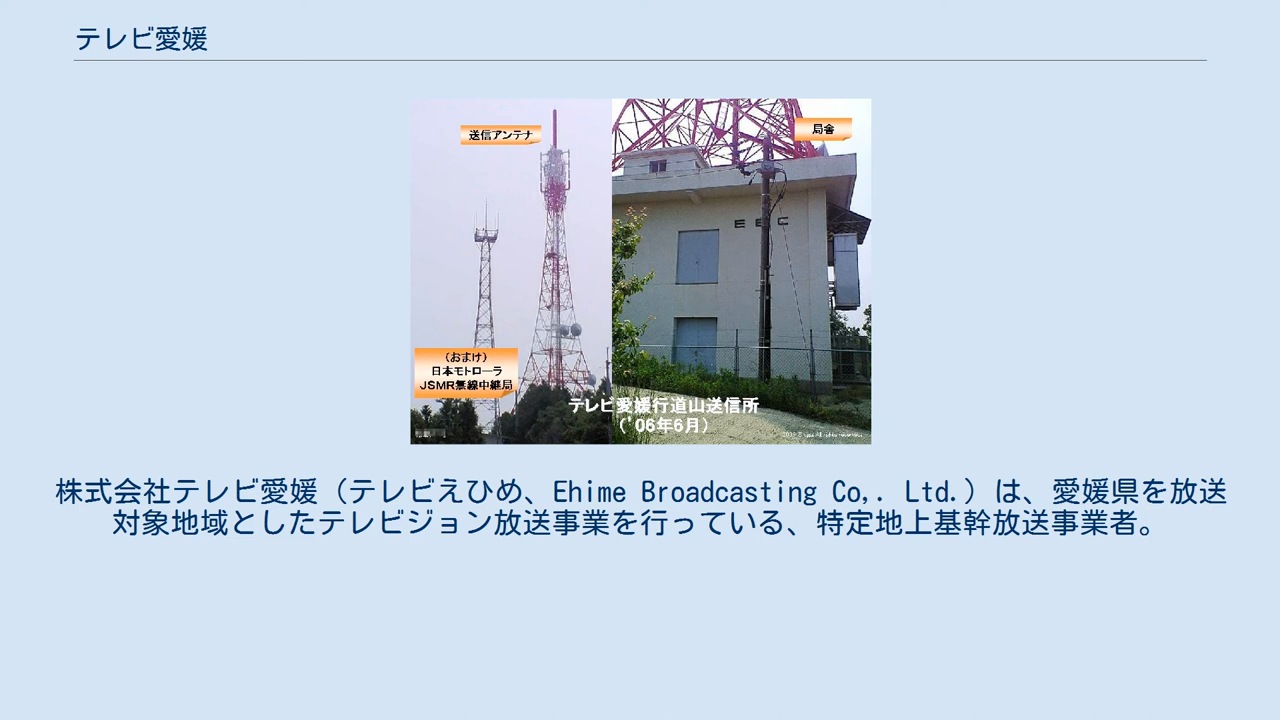 テレビ愛媛
送信アンテナ
局舎
EBC
(おまけ)
日本モトローラ
JSMR無線中継局
テレビ愛媛行道山送信所
('06年6月)
株式会社テレビ愛媛（テレビえひめ、Ehime Broadcasting Co,. Ltd.）は、愛媛県を放送
対象地域としたテレビジョン放送事業を行っている、特定地上基幹放送事業者。